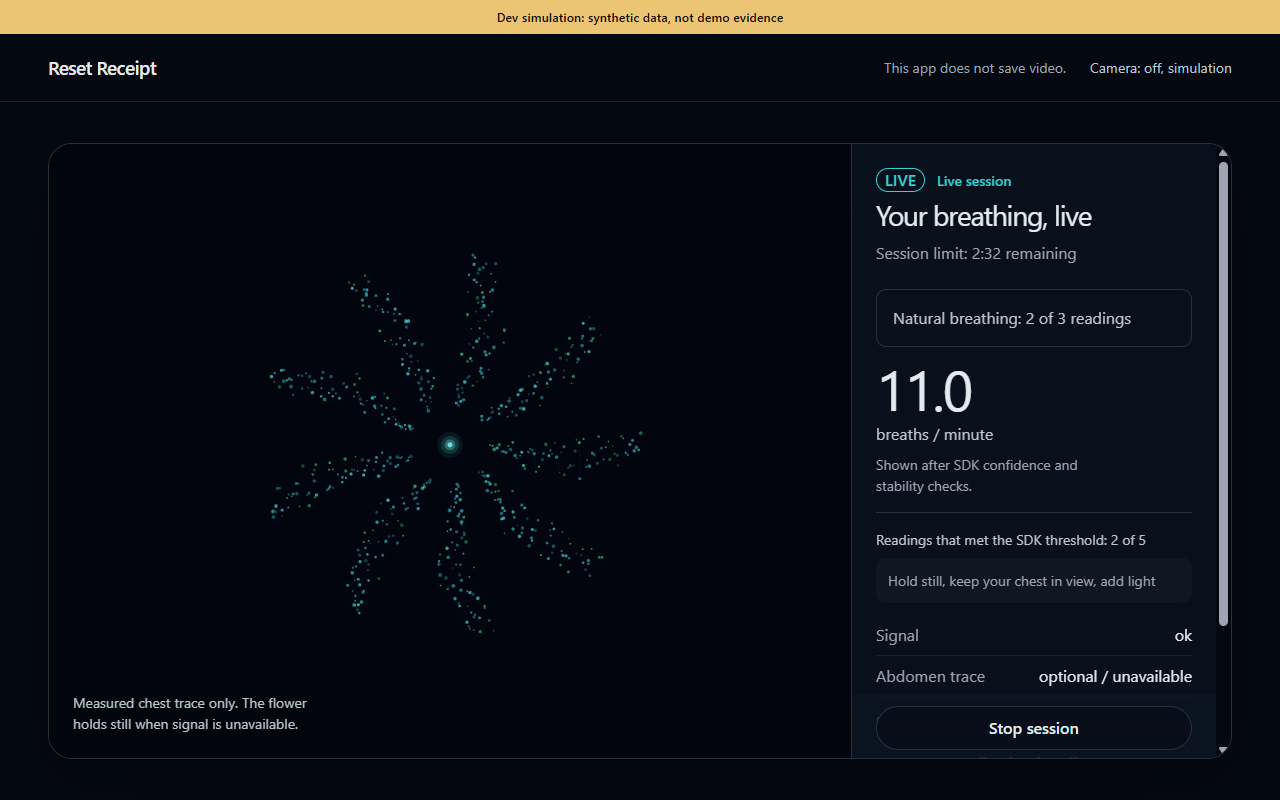 Dev simulation: synthetic data, not demo evidence
Reset Receipt
This app does not save video.
Camera: off, simulation
LIVE
Live session
Your breathing, live
Session limit: 2:32 remaining
Natural breathing: 2 of 3 readings
11.0
breaths / minute
Shown after SDK confidence and
stability checks.
Readings that met the SDK threshold: 2 of 5
Hold still, keep your chest in view, add light
Signal
ok
Abdomen trace
optional / unavailable
Stop session
Measured chest trace only. The flower
holds still when signal is unavailable.